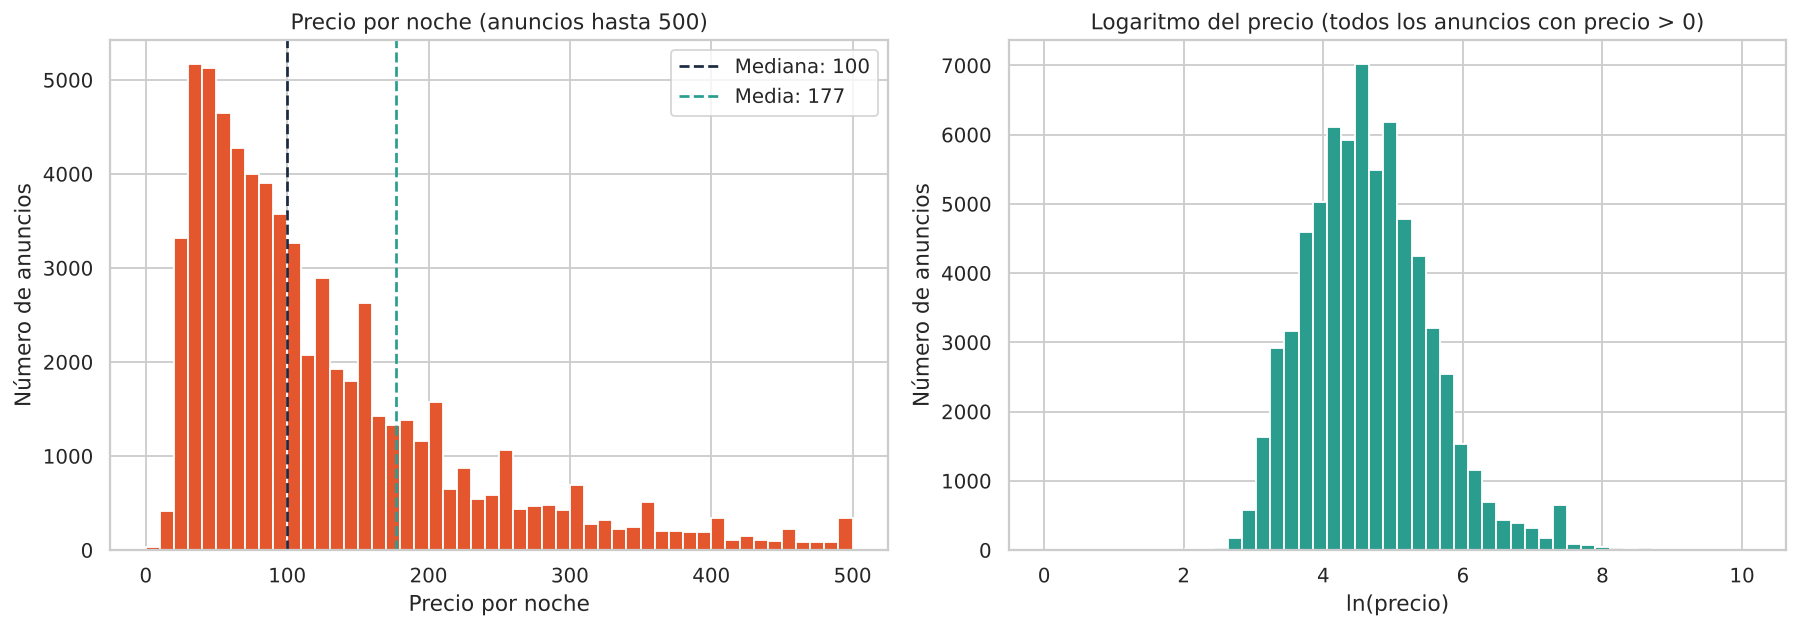 Precio por noche (anuncios hasta 500)
Número de anuncios
5000
4000
3000
2000
1000
0
Mediana: 100
Media: 177
0 100 200 300 400 500
Precio por noche
Logaritmo del precio (todos los anuncios con precio > 0)
Número de anuncios
7000
6000
5000
4000
3000
2000
1000
0
0 2 4 6 8 10
ln(precio)